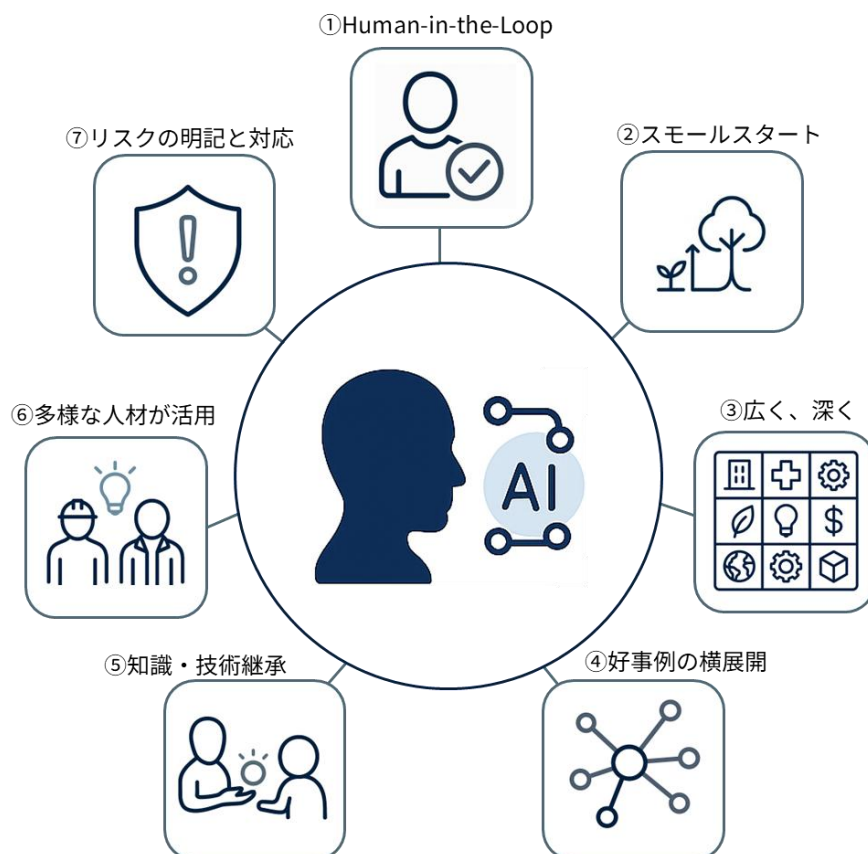 ①Human-in-the-Loop
②スモールスタート
③広く、深く
④好事例の横展開
⑤知識・技術継承
⑥多様な人材が活用
⑦リスクの明記と対応
AI
$